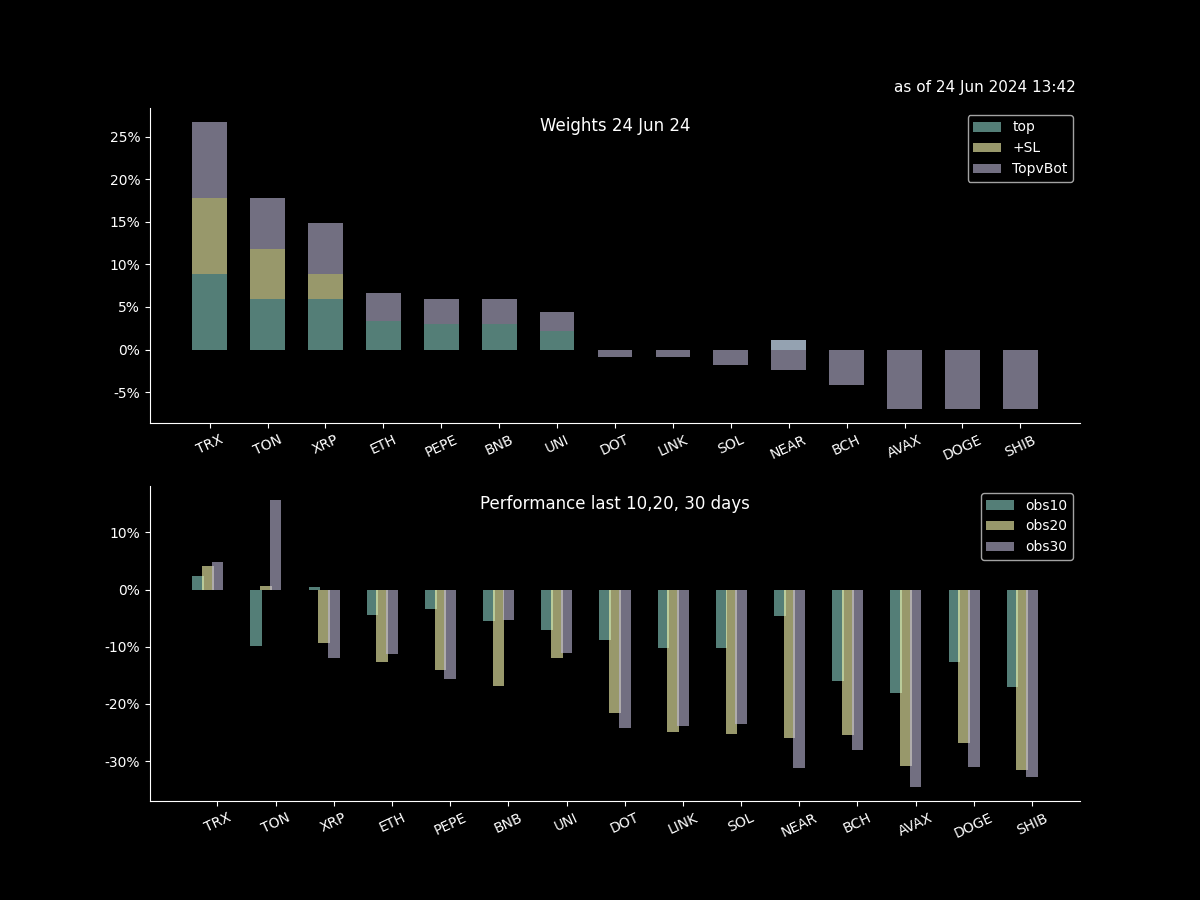 as of 24 Jun 2024 13:42
Weights 24 Jun 24
top
+SL
TopvBot
25%
20%
15%
10%
5%
0%
-5%
TRX TON XRP ETH PEPE BNB UNI DOT LINK SOL NEAR BCH AVAX DOGE SHIB
Performance last 10,20, 30 days
obs10
obs20
obs30
10%
0%
-10%
-20%
-30%
TRX TON XRP ETH PEPE BNB UNI DOT LINK SOL NEAR BCH AVAX DOGE SHIB